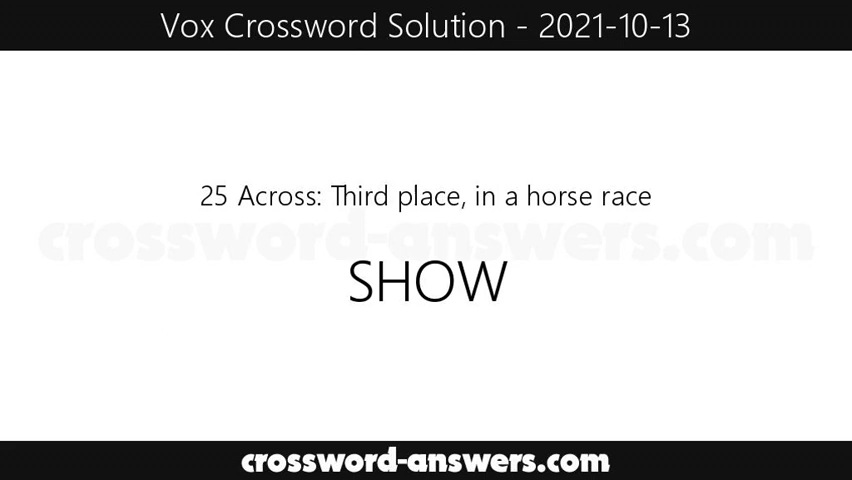 Vox Crossword Solution - 2021-10-13
25 Across: Third place, in a horse race
crossword-answers.com
SHOW
crossword-answers.com